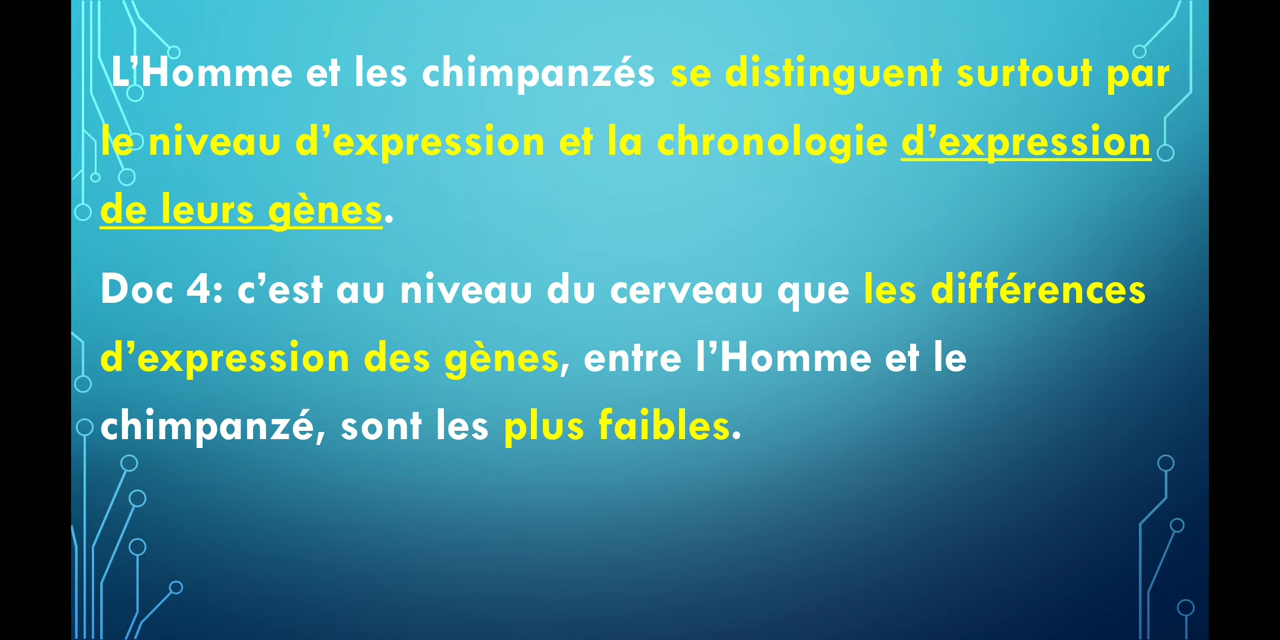 L’Homme et les chimpanzés se distinguent surtout par
le niveau d’expression et la chronologie d’expression
de leurs gènes.
Doc 4: c’est au niveau du cerveau que les différences
d’expression des gènes, entre l’Homme et le
chimpanzé, sont les plus faibles.